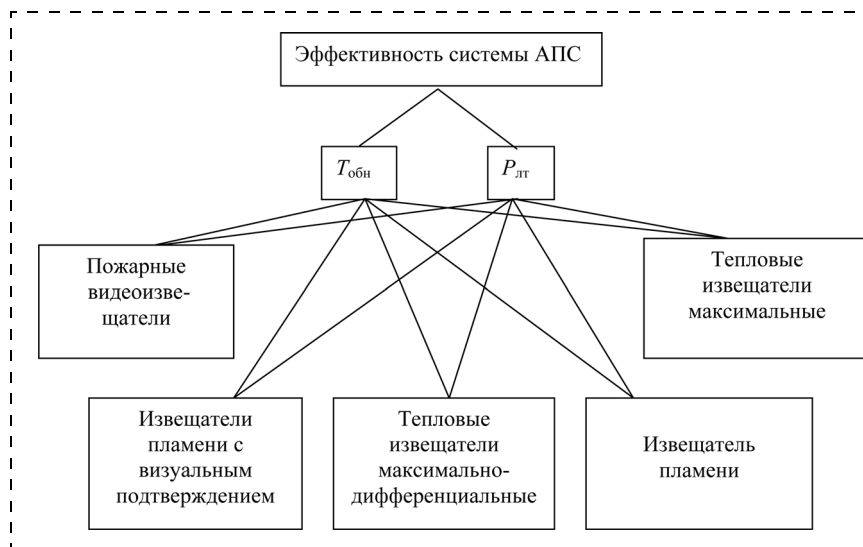 Эффективность системы АПС
Tобн
Pлт
Пожарные
видеоизве-
щатели
Тепловые
извещатели
максимальные
Извещатели
пламени с
визуальным
подтверждением
Тепловые
извещатели
максимально-
дифференциальные
Извещатель
пламени